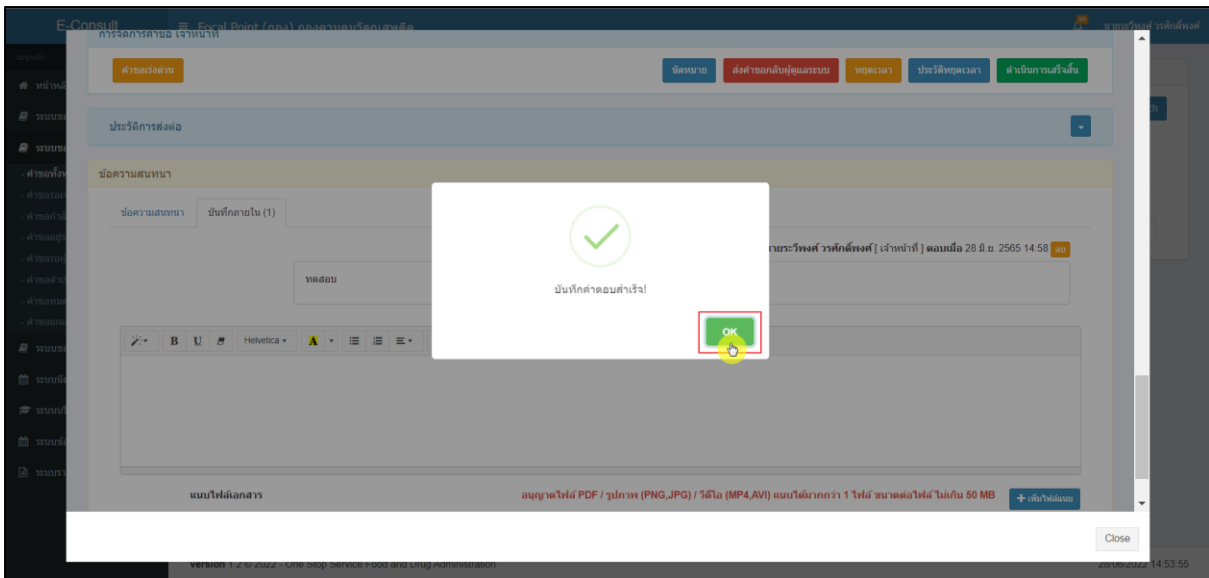 E-Consult
Focal Point (กอง) กองควบคุมวัตถุเสพติด
นายระวีพงศ์ วรศักดิ์พงศ์
การจัดการคำขอ เจ้าหน้าที่
คำขอเร่งด่วน
นัดหมาย
ส่งคำขอกลับผู้ดูแลระบบ
หยุดเวลา
ประวัติหยุดเวลา
ดำเนินการเสร็จสิ้น
ประวัติการส่งต่อ
ข้อความสนทนา
ข้อความสนทนา
บันทึกภายใน (1)
วรศักดิ์พงศ์ [ เจ้าหน้าที่ ] ตอบเมื่อ 28 มิ.ย. 2565 14:58 ลบ
ทดสอบ
บันทึกคำตอบสำเร็จ!
OK
B U Helvetica A
แนบไฟล์เอกสาร
อนุญาตไฟล์ PDF / รูปภาพ (PNG,JPG) / วีดีโอ (MP4,AVI) แนบได้มากกว่า 1 ไฟล์ ขนาดต่อไฟล์ ไม่เกิน 50 MB
เพิ่มไฟล์แนบ
Close
Version 1.2 © 2022 - One Stop Service Food and Drug Administration
28/06/2022 14:53:55